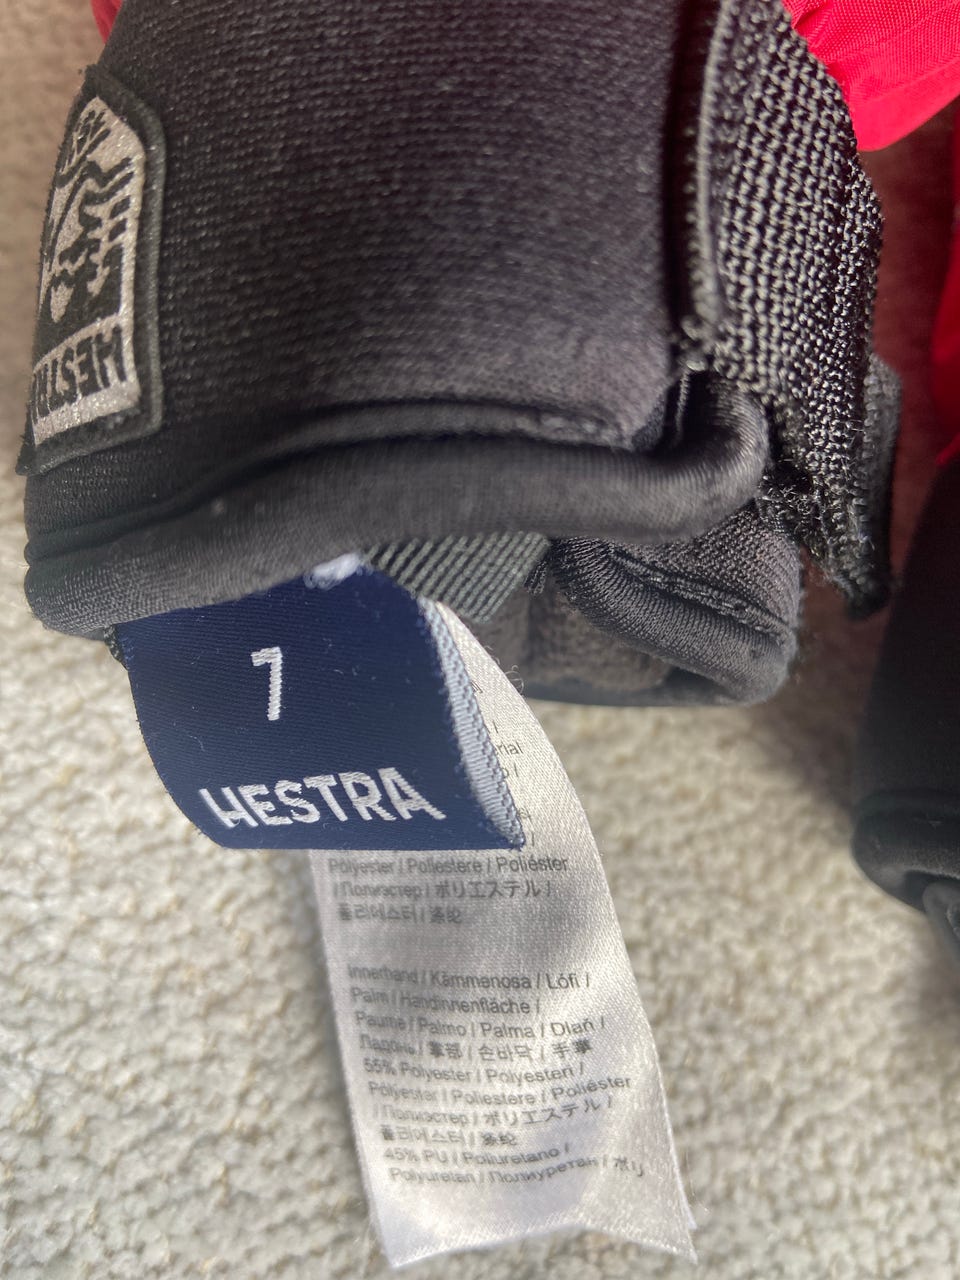 HESTRA
7
HESTRA
Polyester / Poliestere / Poliéster
/ Полиэстер / ポリエステル /
폴리에스터 / 涤纶
Innerhand / Kämmenosa / Lófi /
Palm / Handinnenfläche /
Paume / Palmo / Palma / Dłań /
Ладонь / 掌部 / 손바닥 / 手掌
55% Polyester / Polyesteri /
Polyester / Poliestere / Poliéster
/ Полиэстер / ポリエステル /
폴리에스터 / 涤纶
45% PU / Poliuretano /
Polyuretan / Полиуретан / ポリ